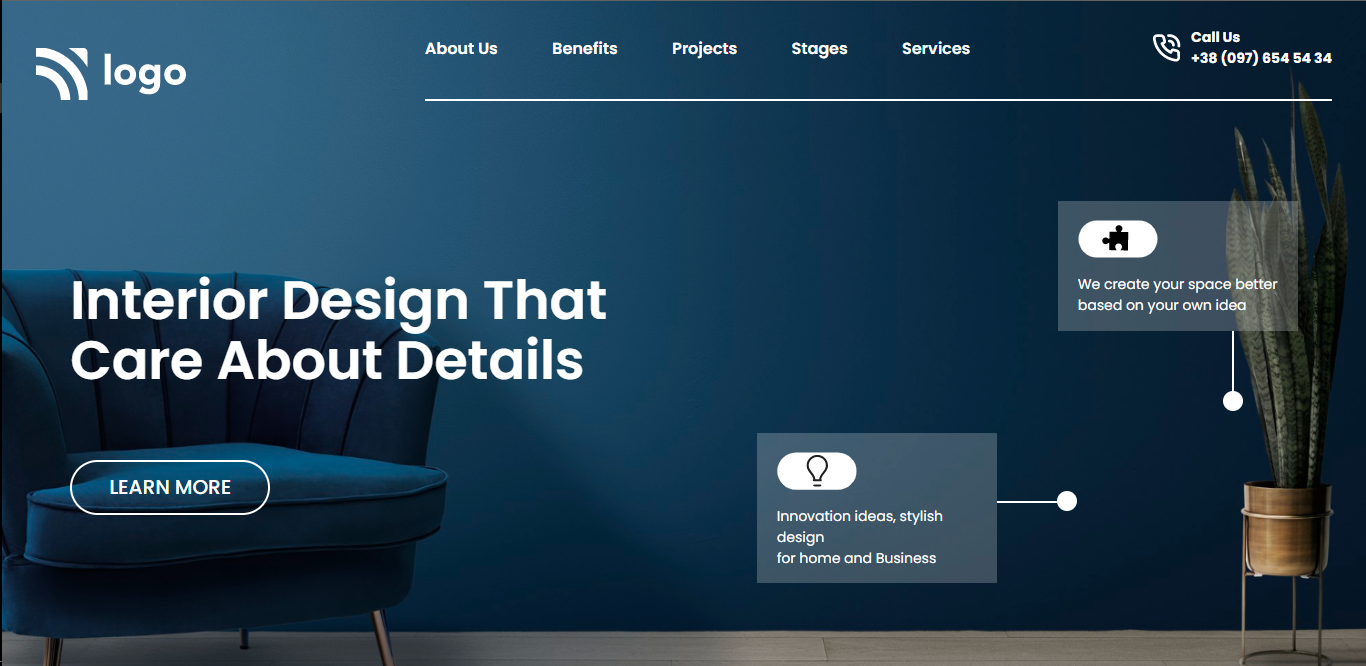 logo
About Us
Benefits
Projects
Stages
Services
Call Us
+38 (097) 654 54 34
Interior Design That
Care About Details
LEARN MORE
We create your space better
based on your own idea
Innovation ideas, stylish
design
for home and Business